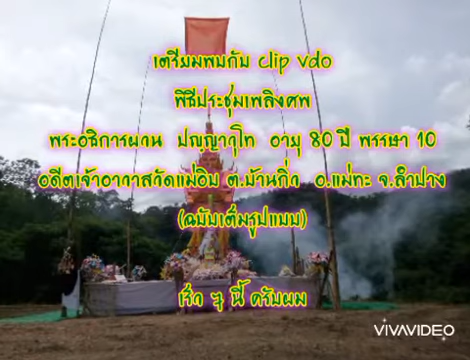 เตรียมพบกับ clip vdo
พิธีประชุมเพลิงศพ
พระอธิการผาน ปญฺญาวุโท อายุ 80 ปี พรรษา 10
อดีตเจ้าอาวาสวัดแม่อิบ ต.บ้านกิ่ว อ.แม่ทะ จ.ลำปาง
(ฉบับเต็มรูปแบบ)
เร็ว ๆ นี้ ครับผม
VIVAVIDEO